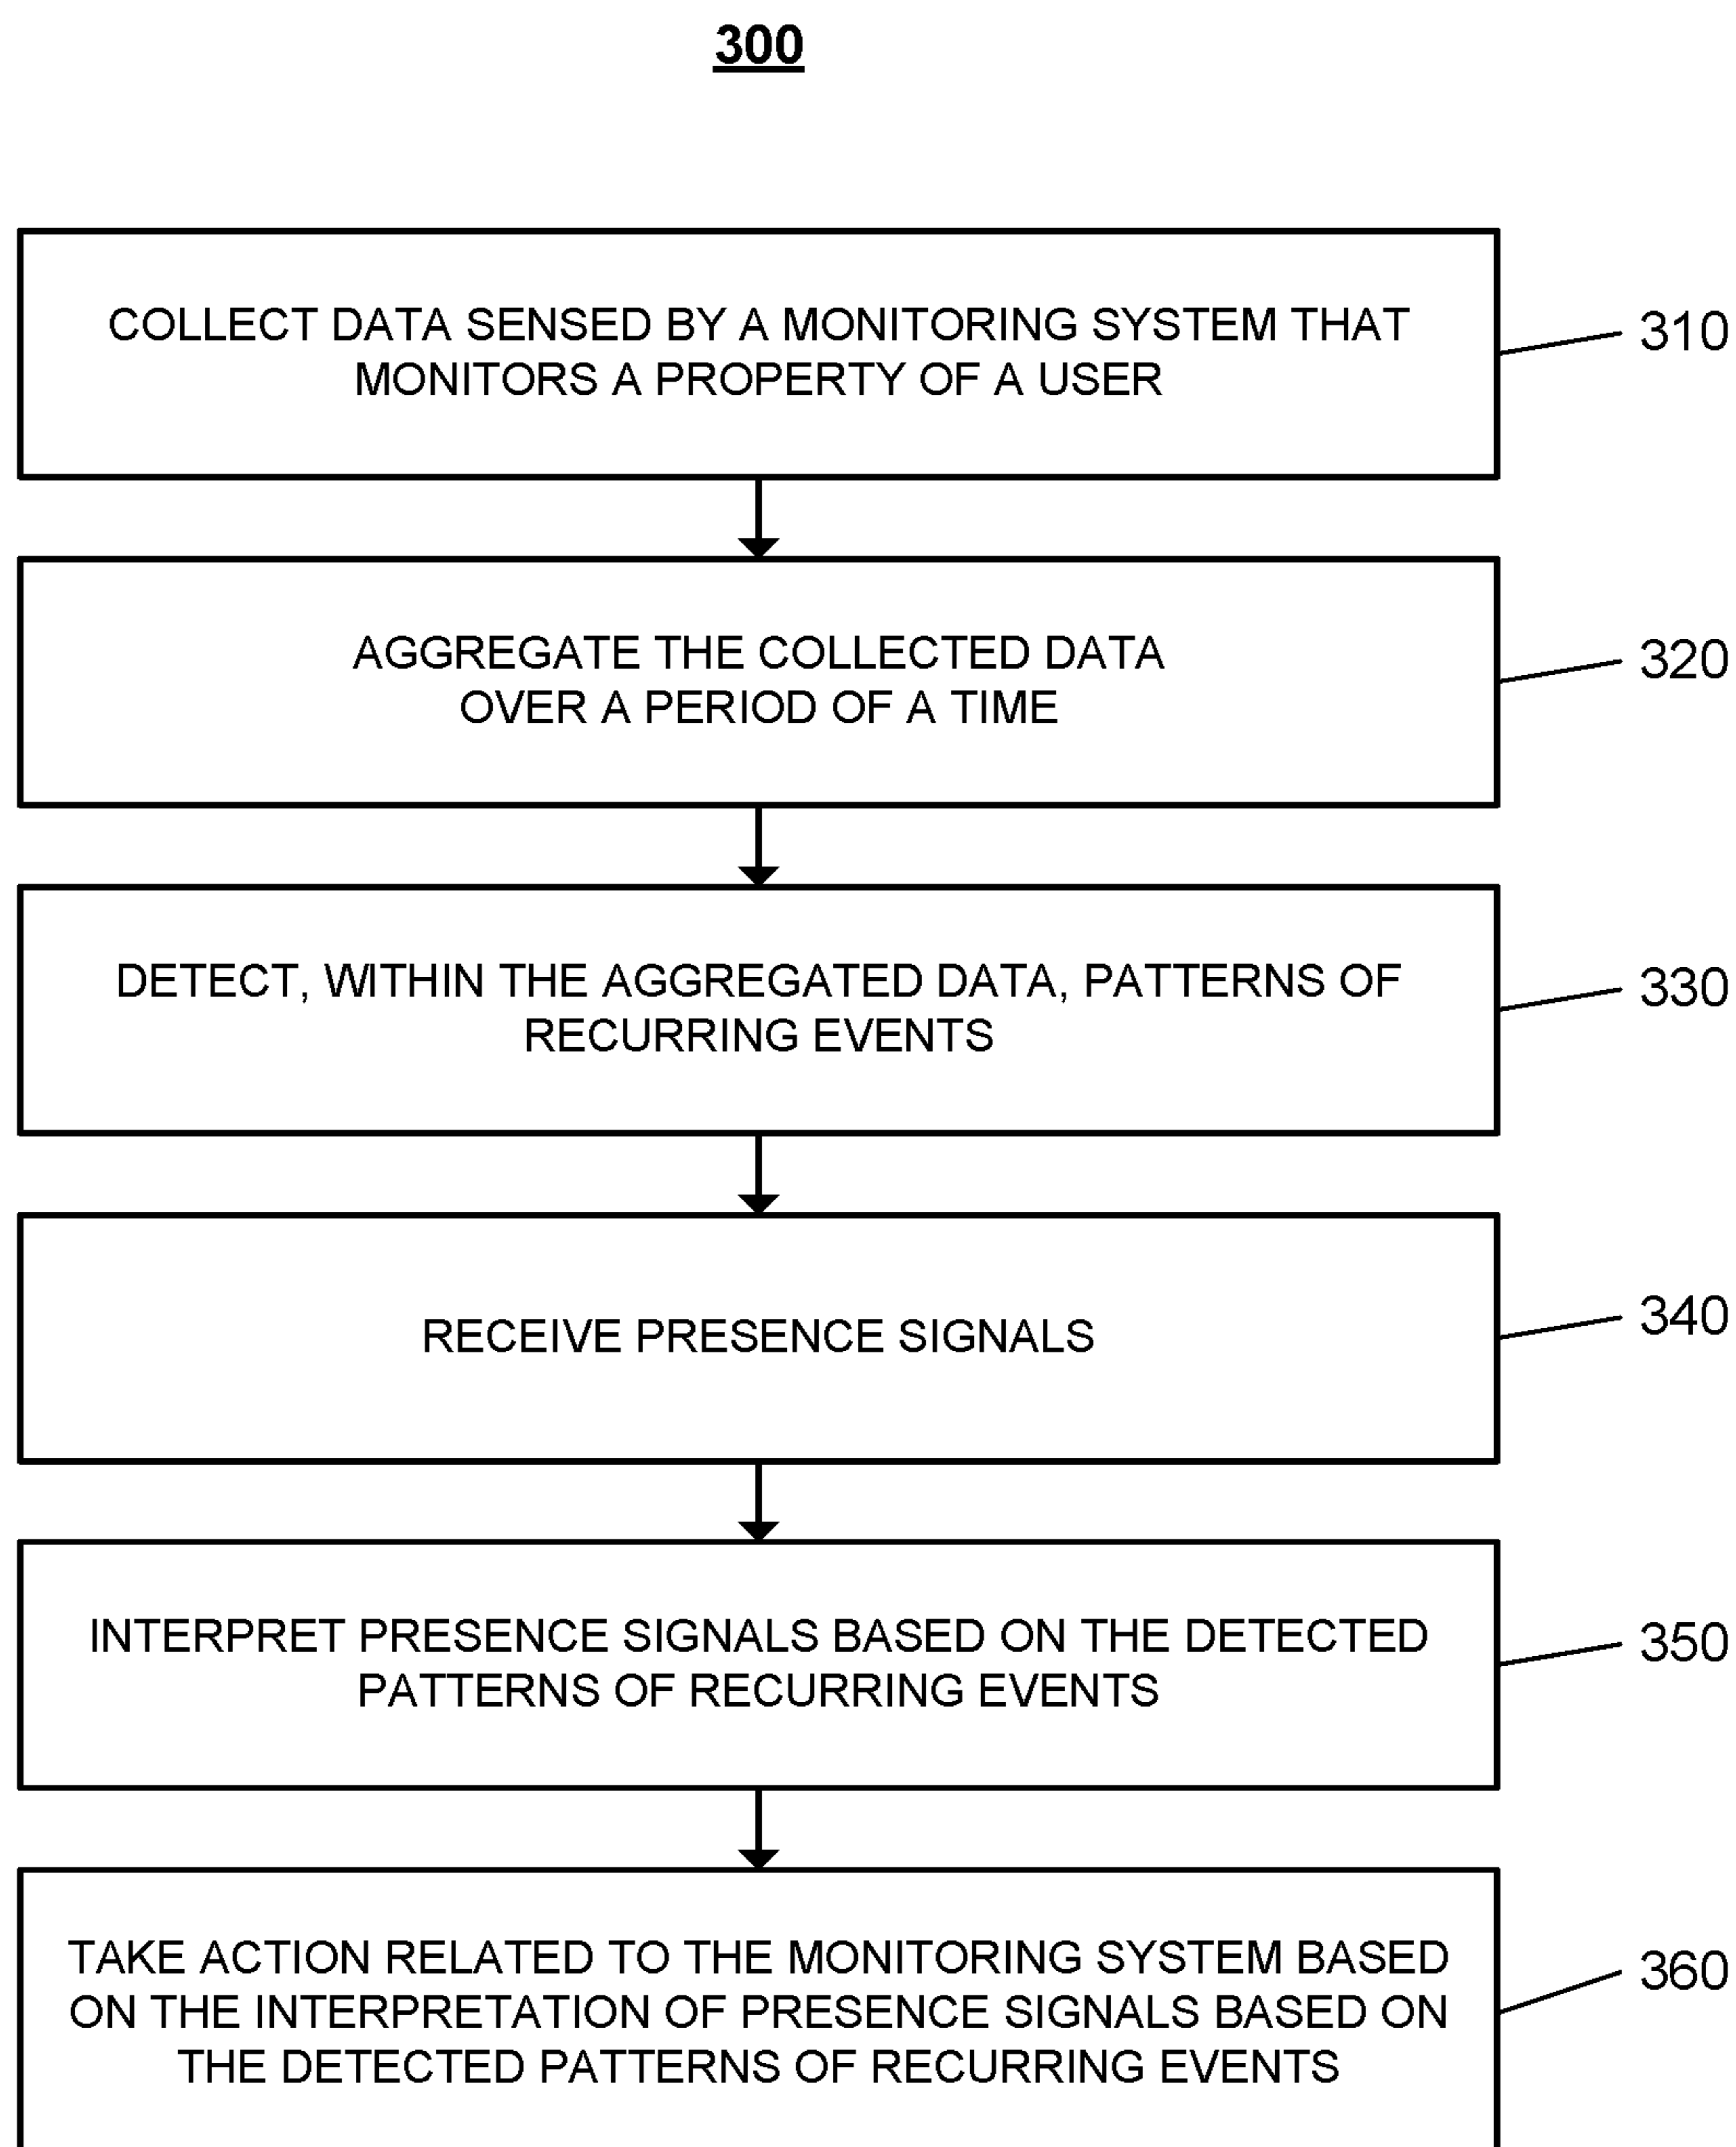 300
COLLECT DATA SENSED BY A MONITORING SYSTEM THAT
MONITORS A PROPERTY OF A USER
310
AGGREGATE THE COLLECTED DATA
OVER A PERIOD OF A TIME
320
DETECT, WITHIN THE AGGREGATED DATA, PATTERNS OF
RECURRING EVENTS
330
RECEIVE PRESENCE SIGNALS
340
INTERPRET PRESENCE SIGNALS BASED ON THE DETECTED
PATTERNS OF RECURRING EVENTS
350
TAKE ACTION RELATED TO THE MONITORING SYSTEM BASED
ON THE INTERPRETATION OF PRESENCE SIGNALS BASED ON
THE DETECTED PATTERNS OF RECURRING EVENTS
360